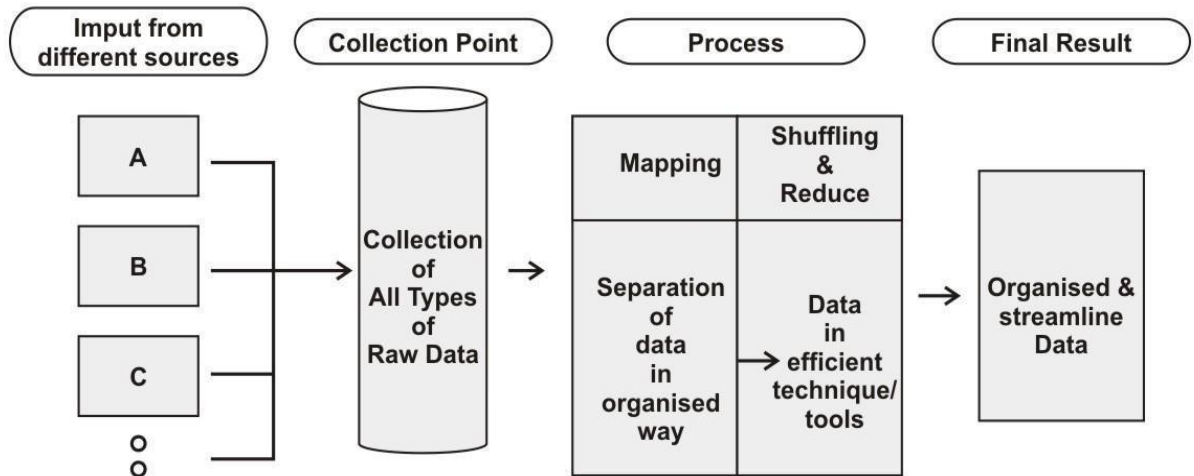 Imput from
different sources
Collection Point
Process
Final Result
A
B
C
Collection
of
All Types
of
Raw Data
Mapping
Shuffling
&
Reduce
Separation
of
data
in
organised
way
Data
in
efficient
technique/
tools
Organised &
streamline
Data